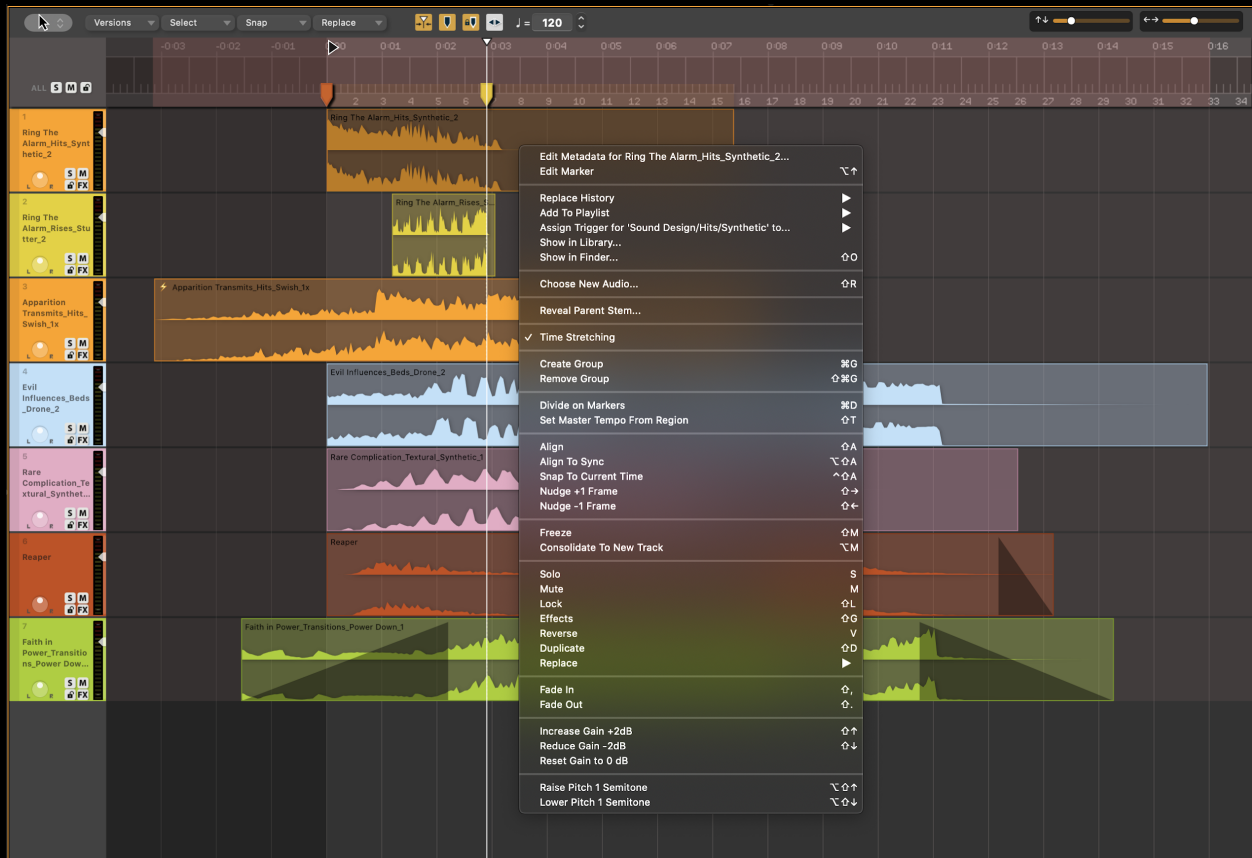 Versions Select Snap Replace ♩= 120
-0:03 -0:02 -0:01 0:01 0:02 0:03 0:04 0:05 0:06 0:07 0:08 0:09 0:10 0:11 0:12 0:13 0:14 0:15 0:16
ALL S M
2 3 4 5 6 8 9 10 11 12 13 14 15 16 17 18 19 20 21 22 23 24 25 26 27 28 29 30 31 32 33 34
1
Ring The
Alarm_Hits_Synt
hetic_2
S M
L R FX
Ring The Alarm_Hits_Synthetic_2
2
Ring The
Alarm_Rises_Stu
tter_2
S M
L R FX
Ring The Alarm_Rises_S...
3
Apparition
Transmits_Hits_
Swish_1x
S M
L R FX
Apparition Transmits_Hits_Swish_1x
4
Evil
Influences_Beds
_Drone_2
S M
L R FX
Evil Influences_Beds_Drone_2
5
Rare
Complication_Te
xtural_Synthet...
S M
L R FX
Rare Complication_Textural_Synthetic_1
6
Reaper
S M
L R FX
Reaper
7
Faith in
Power_Transitio
ns_Power Dow...
S M
L R FX
Faith in Power_Transitions_Power Down_1
Edit Metadata for Ring The Alarm_Hits_Synthetic_2...
Edit Marker ⌥↑
Replace History ▶
Add To Playlist ▶
Assign Trigger for 'Sound Design/Hits/Synthetic' to... ▶
Show in Library...
Show in Finder... ⇧O
Choose New Audio... ⇧R
Reveal Parent Stem...
✓ Time Stretching
Create Group ⌘G
Remove Group ⇧⌘G
Divide on Markers ⌘D
Set Master Tempo From Region ⇧T
Align ⇧A
Align To Sync ⌥⇧A
Snap To Current Time ^⇧A
Nudge +1 Frame ⇧→
Nudge -1 Frame ⇧←
Freeze ⇧M
Consolidate To New Track ⌥M
Solo S
Mute M
Lock ⇧L
Effects ⇧G
Reverse V
Duplicate ⇧D
Replace ▶
Fade In ⇧,
Fade Out ⇧.
Increase Gain +2dB ⇧↑
Reduce Gain -2dB ⇧↓
Reset Gain to 0 dB
Raise Pitch 1 Semitone ⌥⇧↑
Lower Pitch 1 Semitone ⌥⇧↓